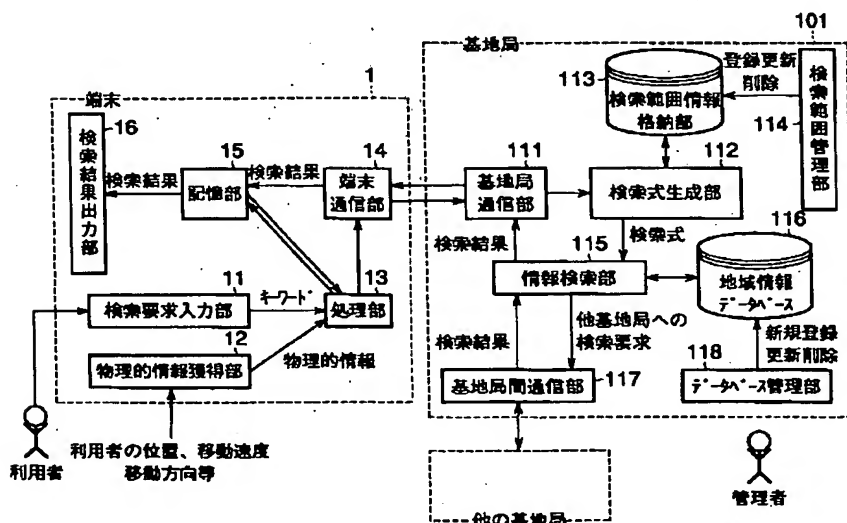 端末
1
16
検索結果出力部
検索結果
15
記憶部
検索結果
14
端末
通信部
11
検索要求入力部
キーワード
13
処理部
12
物理的情報獲得部
物理的情報
利用者
利用者の位置、移動速度
移動方向等
基地局
101
113
検索範囲情報
格納部
登録更新
削除
114
検索範囲管理部
111
基地局
通信部
112
検索式生成部
検索結果
検索式
115
情報検索部
116
地域情報
データベース
検索結果
他基地局への
検索要求
新規登録
更新削除
基地局間通信部
117
118
データベース管理部
他の基地局
管理者